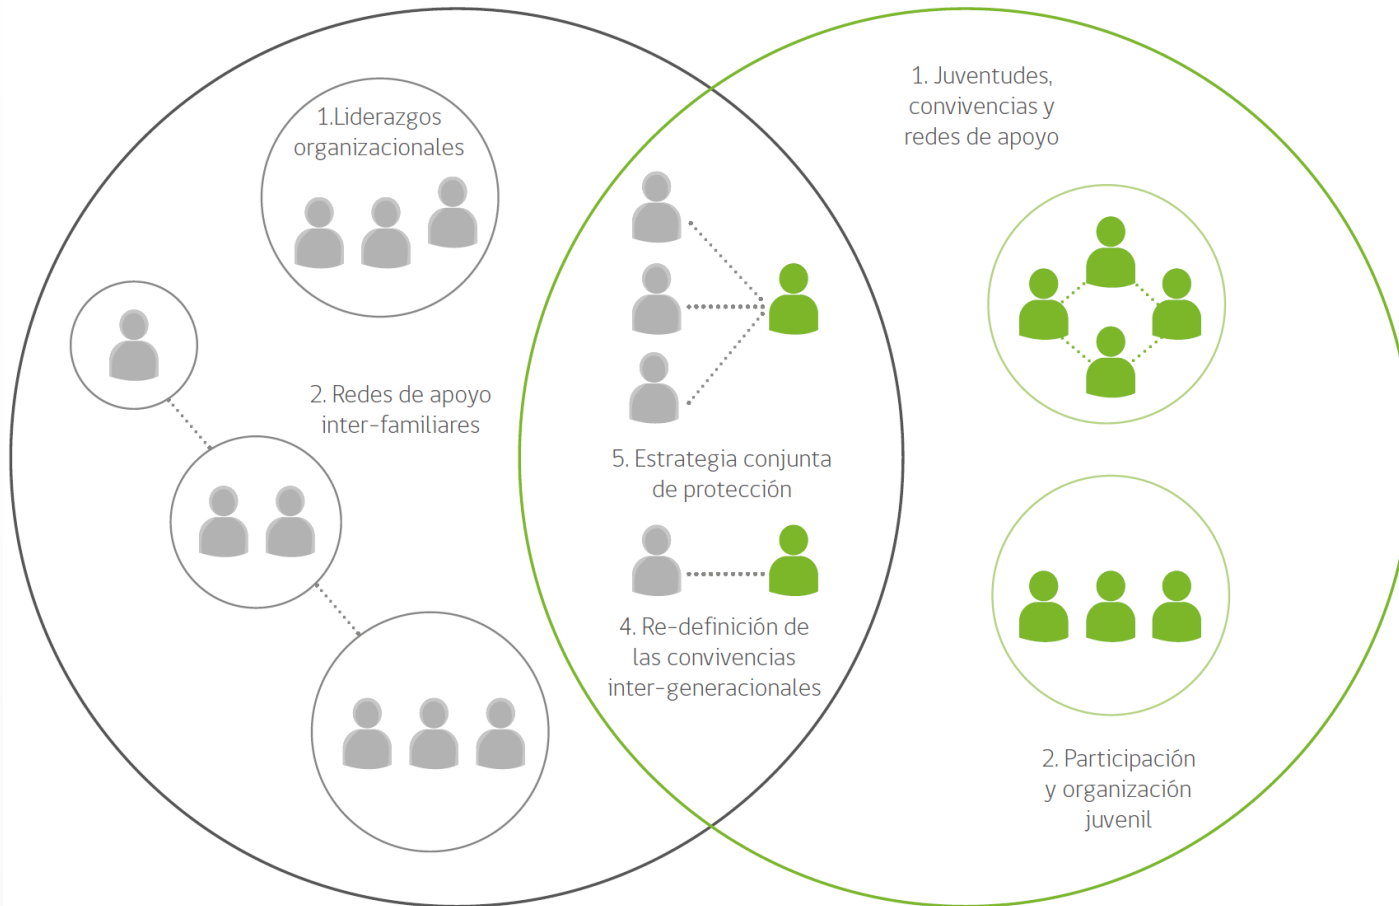 1.Liderazgos
organizacionales
2. Redes de apoyo
inter-familiares
5. Estrategia conjunta
de protección
4. Re-definición de
las convivencias
inter-generacionales
1. Juventudes,
convivencias y
redes de apoyo
2. Participación
y organización
juvenil